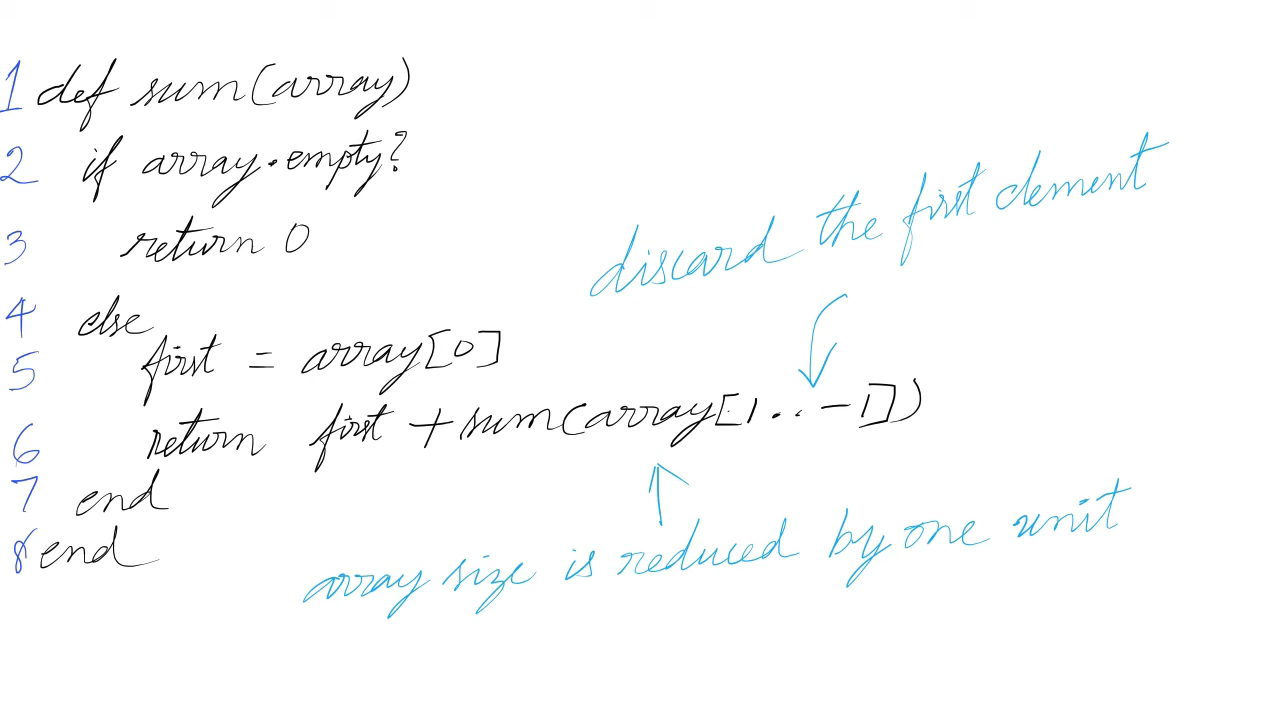 1 def sum(array)
2 if array.empty?
3 return 0
4 else
5 first = array[0]
6 return first + sum(array[1..-1])
7 end
8 end
discard the first element
array size is reduced by one unit